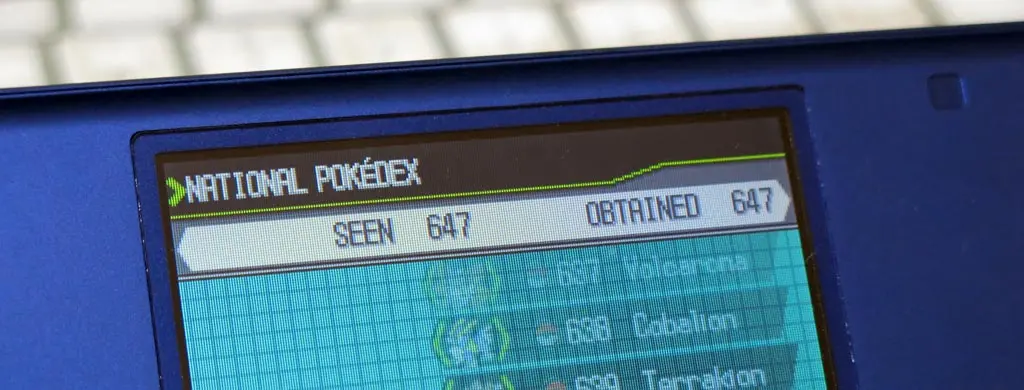 NATIONAL POKÉDEX
SEEN 647 OBTAINED 647
637 Volcarona
638 Cobalion
639 Terrakion